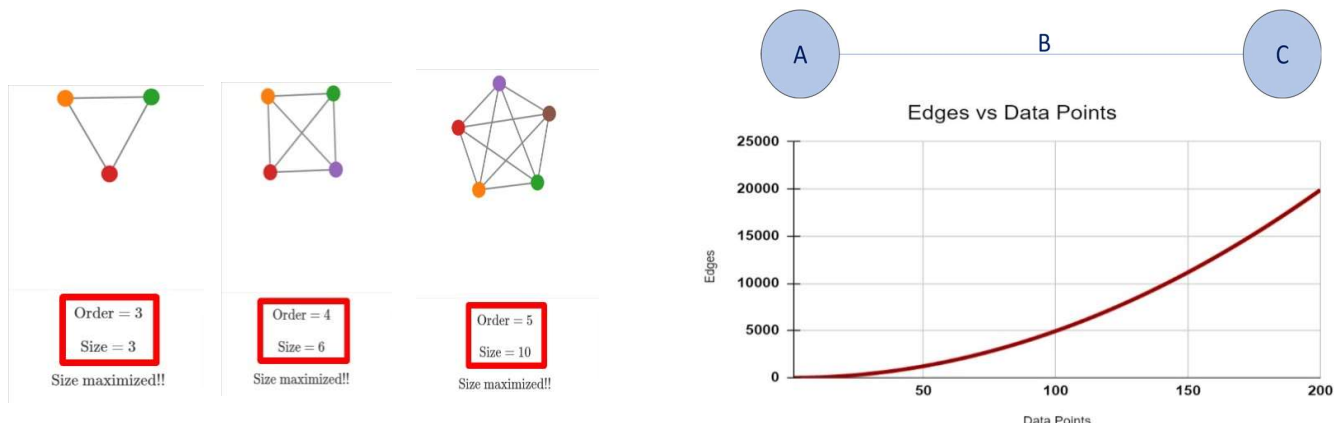 Order = 3
Size = 3
Size maximized!!
Order = 4
Size = 6
Size maximized!!
Order = 5
Size = 10
Size maximized!!
A
B
C
Edges vs Data Points
Edges
25000
20000
15000
10000
5000
0
50
100
150
200
Data Points